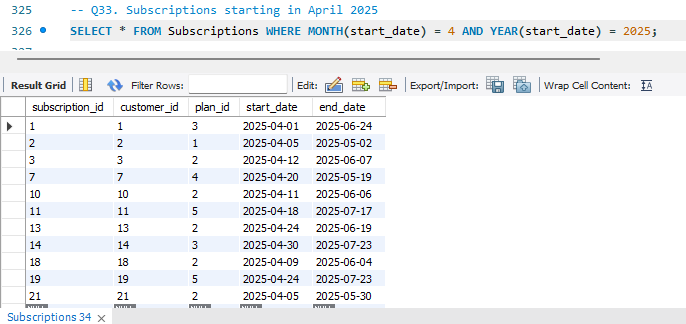 325 -- Q33. Subscriptions starting in April 2025
326 SELECT * FROM Subscriptions WHERE MONTH(start_date) = 4 AND YEAR(start_date) = 2025;
Result Grid Filter Rows: Edit: Export/Import: Wrap Cell Content:
subscription_id customer_id plan_id start_date end_date
1 1 3 2025-04-01 2025-06-24
2 2 1 2025-04-05 2025-05-02
3 3 2 2025-04-12 2025-06-07
7 7 4 2025-04-20 2025-05-19
10 10 2 2025-04-11 2025-06-06
11 11 5 2025-04-18 2025-07-17
13 13 2 2025-04-24 2025-06-19
14 14 3 2025-04-30 2025-07-23
18 18 2 2025-04-09 2025-06-04
19 19 5 2025-04-24 2025-07-23
21 21 2 2025-04-05 2025-05-30
Subscriptions 34